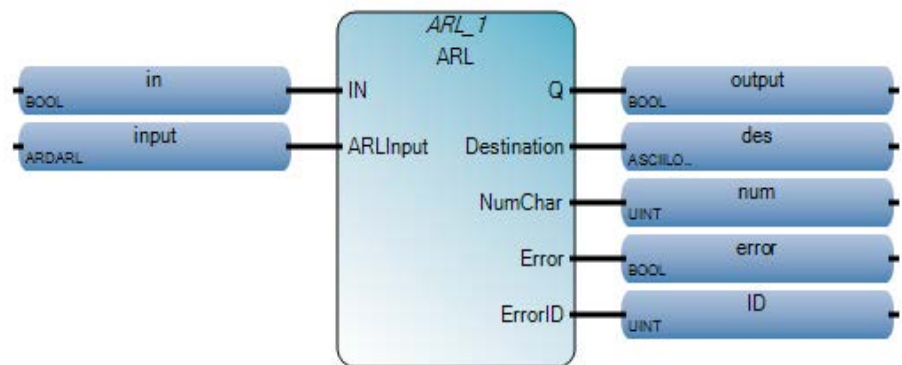 ARL_1
ARL
in
BOOL
IN
Q
output
BOOL
input
ARDARL
ARLInput
Destination
des
ASCIILO...
NumChar
num
UINT
Error
error
BOOL
ErrorID
ID
UINT